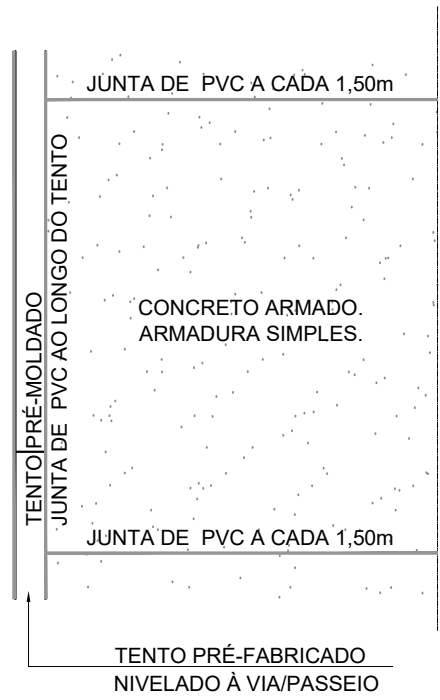 JUNTA DE PVC A CADA 1,50m
TENTO PRÉ-MOLDADO
JUNTA DE PVC AO LONGO DO TENTO
CONCRETO ARMADO.
ARMADURA SIMPLES.
JUNTA DE PVC A CADA 1,50m
TENTO PRÉ-FABRICADO
NIVELADO À VIA/PASSEIO